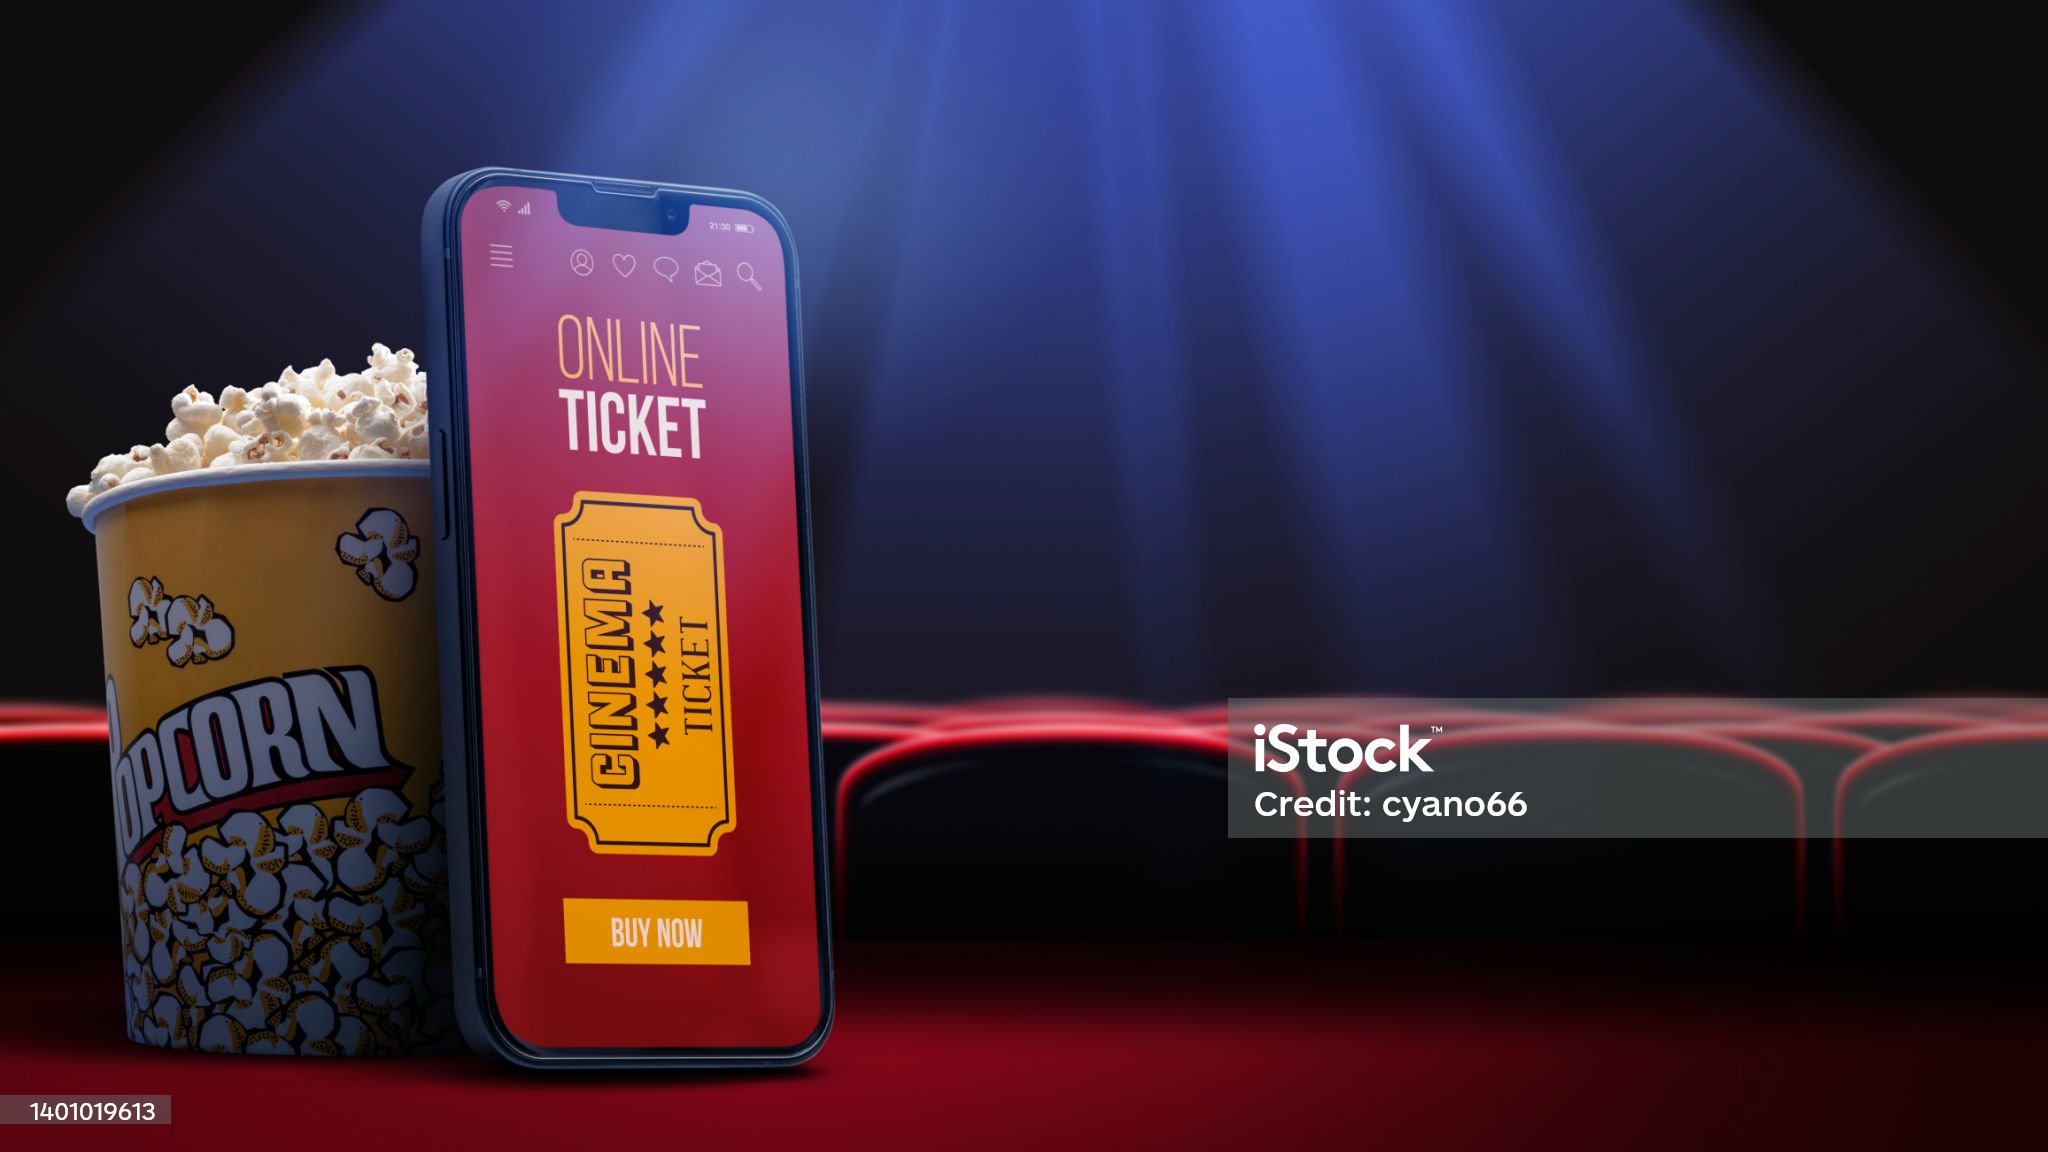 21:30
ONLINE
TICKET
CINEMA
TICKET
BUY NOW
POPCORN
iStock™
Credit: cyano66
1401019613